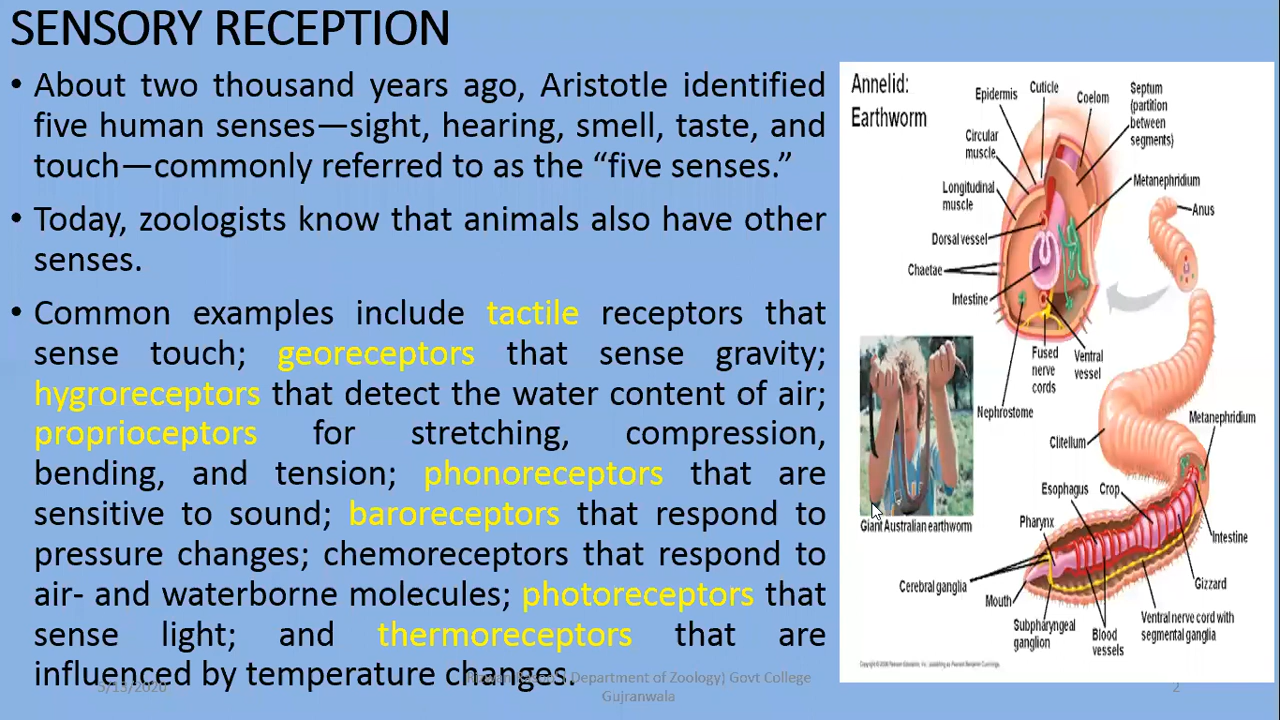 SENSORY RECEPTION
• About two thousand years ago, Aristotle identified
five human senses—sight, hearing, smell, taste, and
touch—commonly referred to as the “five senses.”
• Today, zoologists know that animals also have other
senses.
• Common examples include tactile receptors that
sense touch; georeceptors that sense gravity;
hygroreceptors that detect the water content of air;
proprioceptors for stretching, compression,
bending, and tension; phonoreceptors that are
sensitive to sound; baroreceptors that respond to
pressure changes; chemoreceptors that respond to
air- and waterborne molecules; photoreceptors that
sense light; and thermoreceptors that are
influenced by temperature changes.
Annelid:
Earthworm
Epidermis
Cuticle
Coelom
Septum
(partition
between
segments)
Circular
muscle
Longitudinal
muscle
Metanephridium
Anus
Dorsal vessel
Chaetae
Intestine
Fused
nerve
cords
Ventral
vessel
Nephrostome
Metanephridium
Clitellum
Esophagus
Crop
Pharynx
Intestine
Giant Australian earthworm
Cerebral ganglia
Gizzard
Mouth
Subpharyngeal
ganglion
Blood
vessels
Ventral nerve cord with
segmental ganglia
5/13/2020
Department of Zoology) Govt College
Gujranwala
2